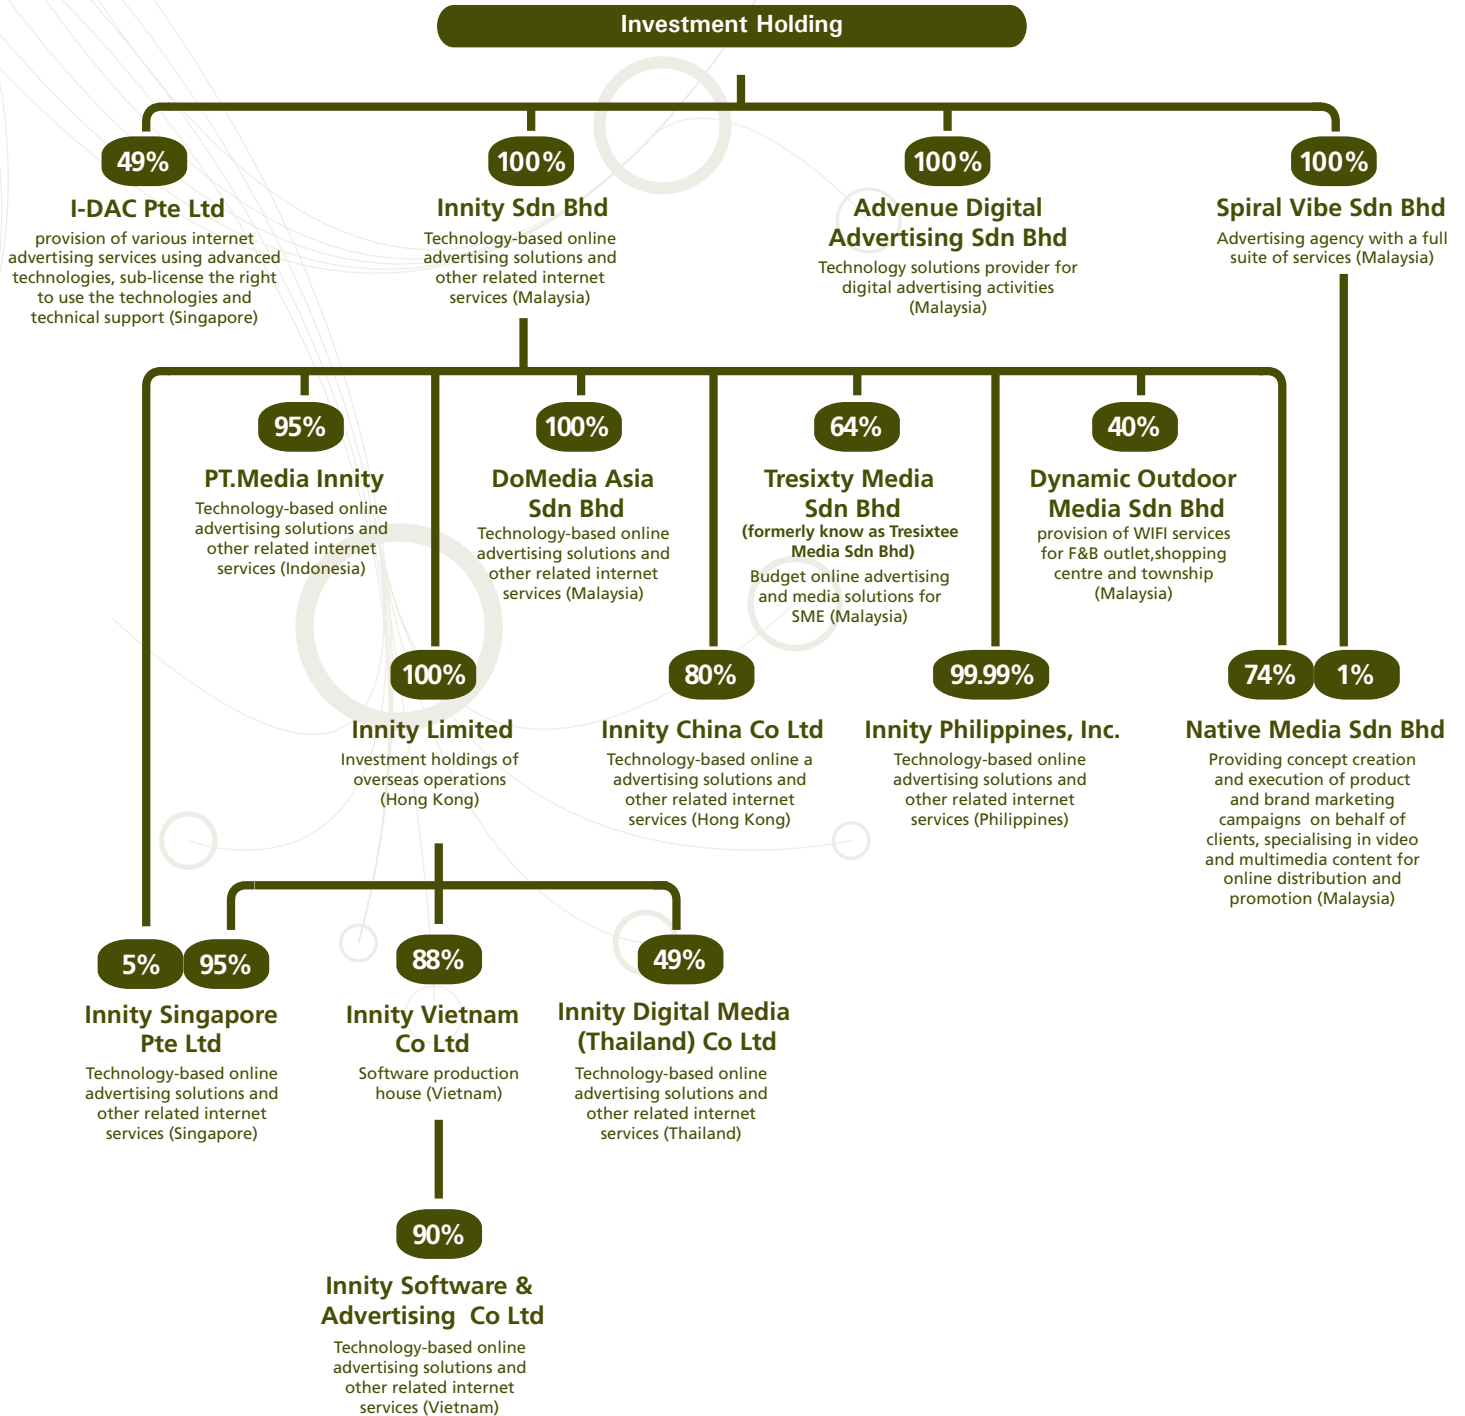 Investment Holding
49%
I-DAC Pte Ltd
provision of various internet
advertising services using advanced
technologies, sub-license the right
to use the technologies and
technical support (Singapore)
100%
Innity Sdn Bhd
Technology-based online
advertising solutions and
other related internet
services (Malaysia)
100%
Advenue Digital
Advertising Sdn Bhd
Technology solutions provider for
digital advertising activities
(Malaysia)
100%
Spiral Vibe Sdn Bhd
Advertising agency with a full
suite of services (Malaysia)
95%
PT.Media Innity
Technology-based online
advertising solutions and
other related internet
services (Indonesia)
100%
DoMedia Asia
Sdn Bhd
Technology-based online
advertising solutions and
other related internet
services (Malaysia)
64%
Tresixty Media
Sdn Bhd
(formerly know as Tresixtee
Media Sdn Bhd)
Budget online advertising
and media solutions for
SME (Malaysia)
40%
Dynamic Outdoor
Media Sdn Bhd
provision of WIFI services
for F&B outlet,shopping
centre and township
(Malaysia)
100%
Innity Limited
Investment holdings of
overseas operations
(Hong Kong)
80%
Innity China Co Ltd
Technology-based online a
advertising solutions and
other related internet
services (Hong Kong)
99.99%
Innity Philippines, Inc.
Technology-based online
advertising solutions and
other related internet
services (Philippines)
74% 1%
Native Media Sdn Bhd
Providing concept creation
and execution of product
and brand marketing
campaigns  on behalf of
clients, specialising in video
and multimedia content for
online distribution and
promotion (Malaysia)
5% 95%
Innity Singapore
Pte Ltd
Technology-based online
advertising solutions and
other related internet
services (Singapore)
88%
Innity Vietnam
Co Ltd
Software production
house (Vietnam)
49%
Innity Digital Media
(Thailand) Co Ltd
Technology-based online
advertising solutions and
other related internet
services (Thailand)
90%
Innity Software &
Advertising  Co Ltd
Technology-based online
advertising solutions and
other related internet
services (Vietnam)